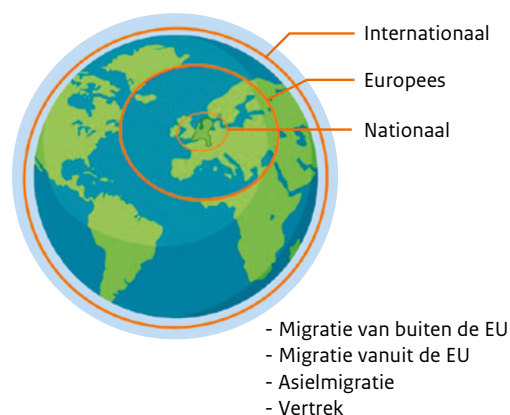 Internationaal
Europees
Nationaal
- Migratie van buiten de EU
- Migratie vanuit de EU
- Asielmigratie
- Vertrek